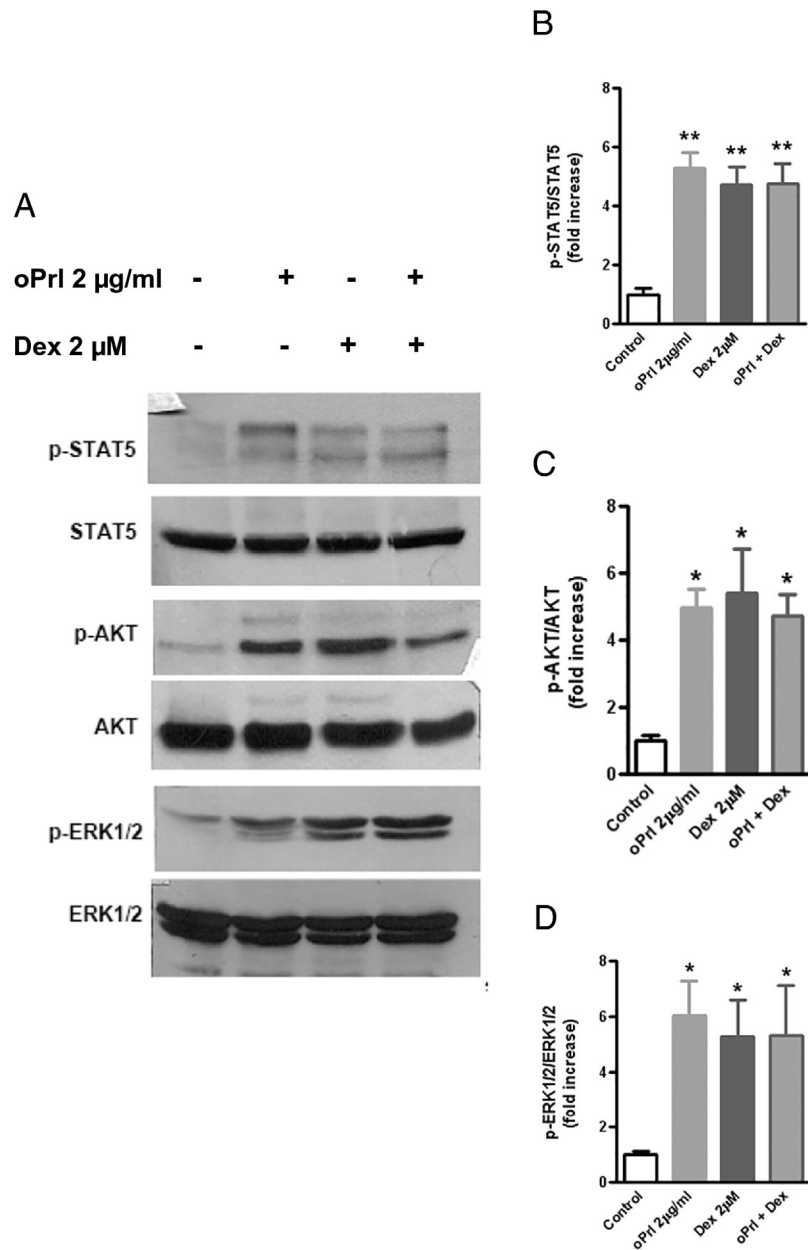 A
oPrl 2 µg/ml - + - +
Dex 2 µM - - + +
p-STAT5
STAT5
p-AKT
AKT
p-ERK1/2
ERK1/2
B
p-STAT5/STAT5
(fold increase)
8
6
4
2
0
** ** **
Control
oPrl 2µg/ml
Dex 2µM
oPrl + Dex
C
p-AKT/AKT
(fold increase)
8
6
4
2
0
* * *
Control
oPrl 2µg/ml
Dex 2µM
oPrl + Dex
D
p-ERK1/2/ERK1/2
(fold increase)
8
6
4
2
0
* * *
Control
oPrl 2µg/ml
Dex 2µM
oPrl + Dex